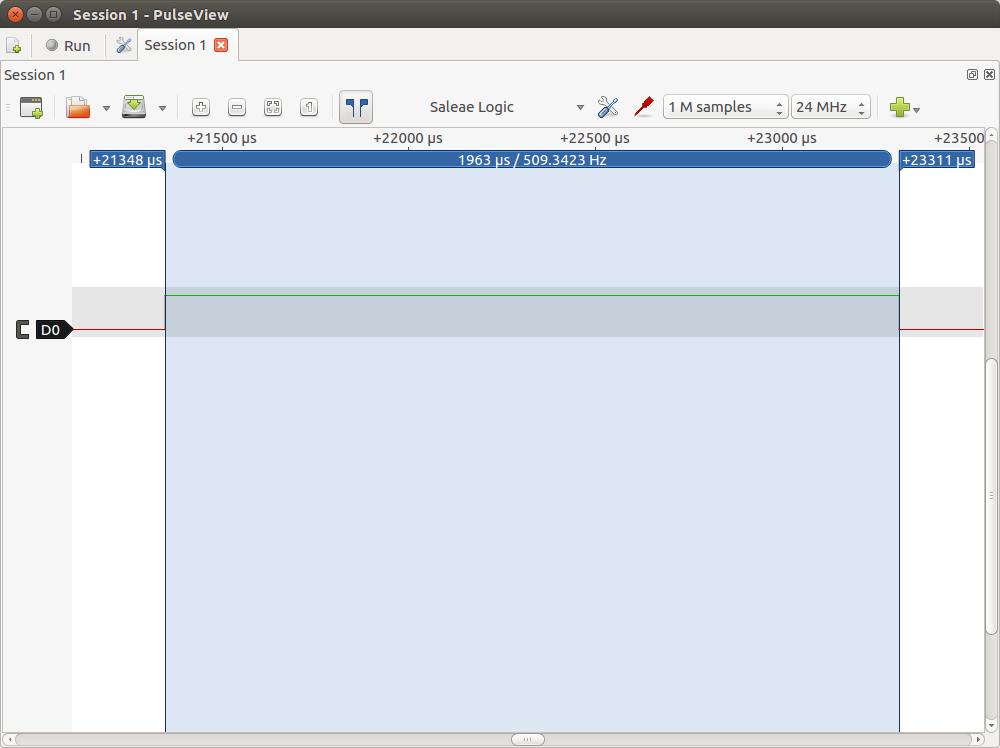 Session 1 - PulseView
Run
Session 1
Session 1
Saleae Logic
1 M samples
24 MHz
+21500 µs
+22000 µs
+22500 µs
+23000 µs
+23500
+21348 µs
1963 µs / 509.3423 Hz
+23311 µs
D0